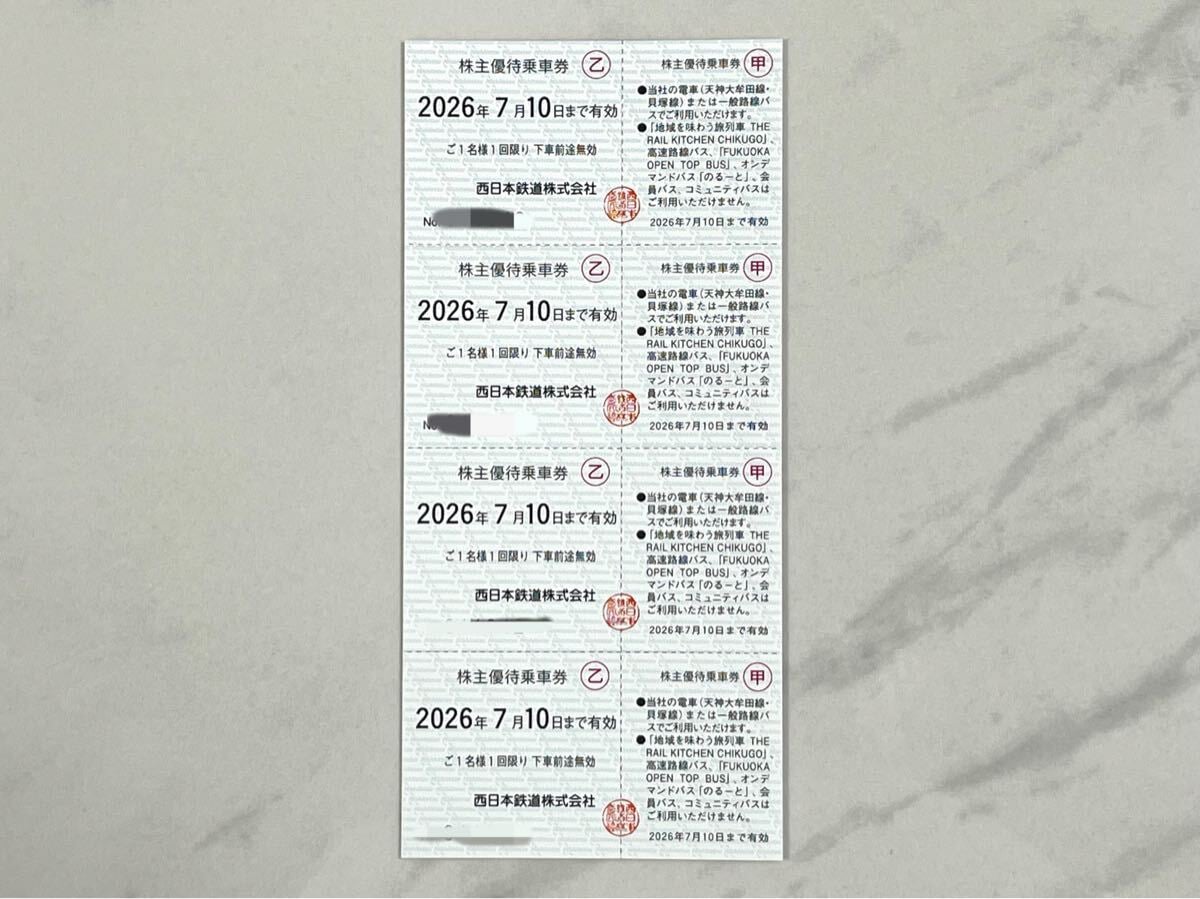 株主優待乗車券 乙
2026年7月10日まで有効
ご1名様1回限り 下車前途無効
西日本鉄道株式会社
No
株主優待乗車券 甲
●当社の電車(天神大牟田線・
貝塚線)または一般路線バ
スでご利用いただけます。
●「地域を味わう旅列車 THE
RAIL KITCHEN CHIKUGO」、
高速路線バス、「FUKUOKA
OPEN TOP BUS」、オンデ
マンドバス「のるーと」、会
員バス、コミュニティバスは
ご利用いただけません。
2026年7月10日まで有効
株主優待乗車券 乙
2026年7月10日まで有効
ご1名様1回限り 下車前途無効
西日本鉄道株式会社
No
株主優待乗車券 甲
●当社の電車(天神大牟田線・
貝塚線)または一般路線バ
スでご利用いただけます。
●「地域を味わう旅列車 THE
RAIL KITCHEN CHIKUGO」、
高速路線バス、「FUKUOKA
OPEN TOP BUS」、オンデ
マンドバス「のるーと」、会
員バス、コミュニティバスは
ご利用いただけません。
2026年7月10日まで有効
株主優待乗車券 乙
2026年7月10日まで有効
ご1名様1回限り 下車前途無効
西日本鉄道株式会社
株主優待乗車券 甲
●当社の電車(天神大牟田線・
貝塚線)または一般路線バ
スでご利用いただけます。
●「地域を味わう旅列車 THE
RAIL KITCHEN CHIKUGO」、
高速路線バス、「FUKUOKA
OPEN TOP BUS」、オンデ
マンドバス「のるーと」、会
員バス、コミュニティバスは
ご利用いただけません。
2026年7月10日まで有効
株主優待乗車券 乙
2026年7月10日まで有効
ご1名様1回限り 下車前途無効
西日本鉄道株式会社
株主優待乗車券 甲
●当社の電車(天神大牟田線・
貝塚線)または一般路線バ
スでご利用いただけます。
●「地域を味わう旅列車 THE
RAIL KITCHEN CHIKUGO」、
高速路線バス、「FUKUOKA
OPEN TOP BUS」、オンデ
マンドバス「のるーと」、会
員バス、コミュニティバスは
ご利用いただけません。
2026年7月10日まで有効